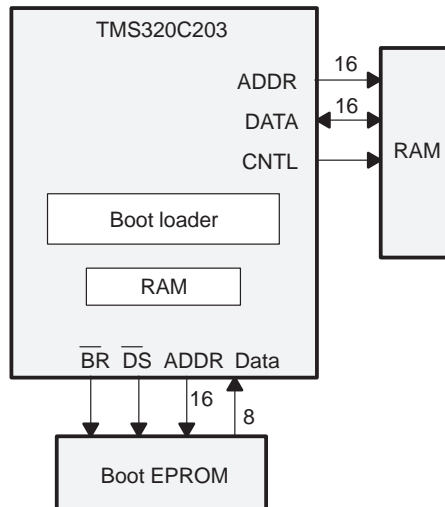 TMS320C203
ADDR
16
DATA
16
CNTL
RAM
Boot loader
RAM
BR DS ADDR Data
16
8
Boot EPROM